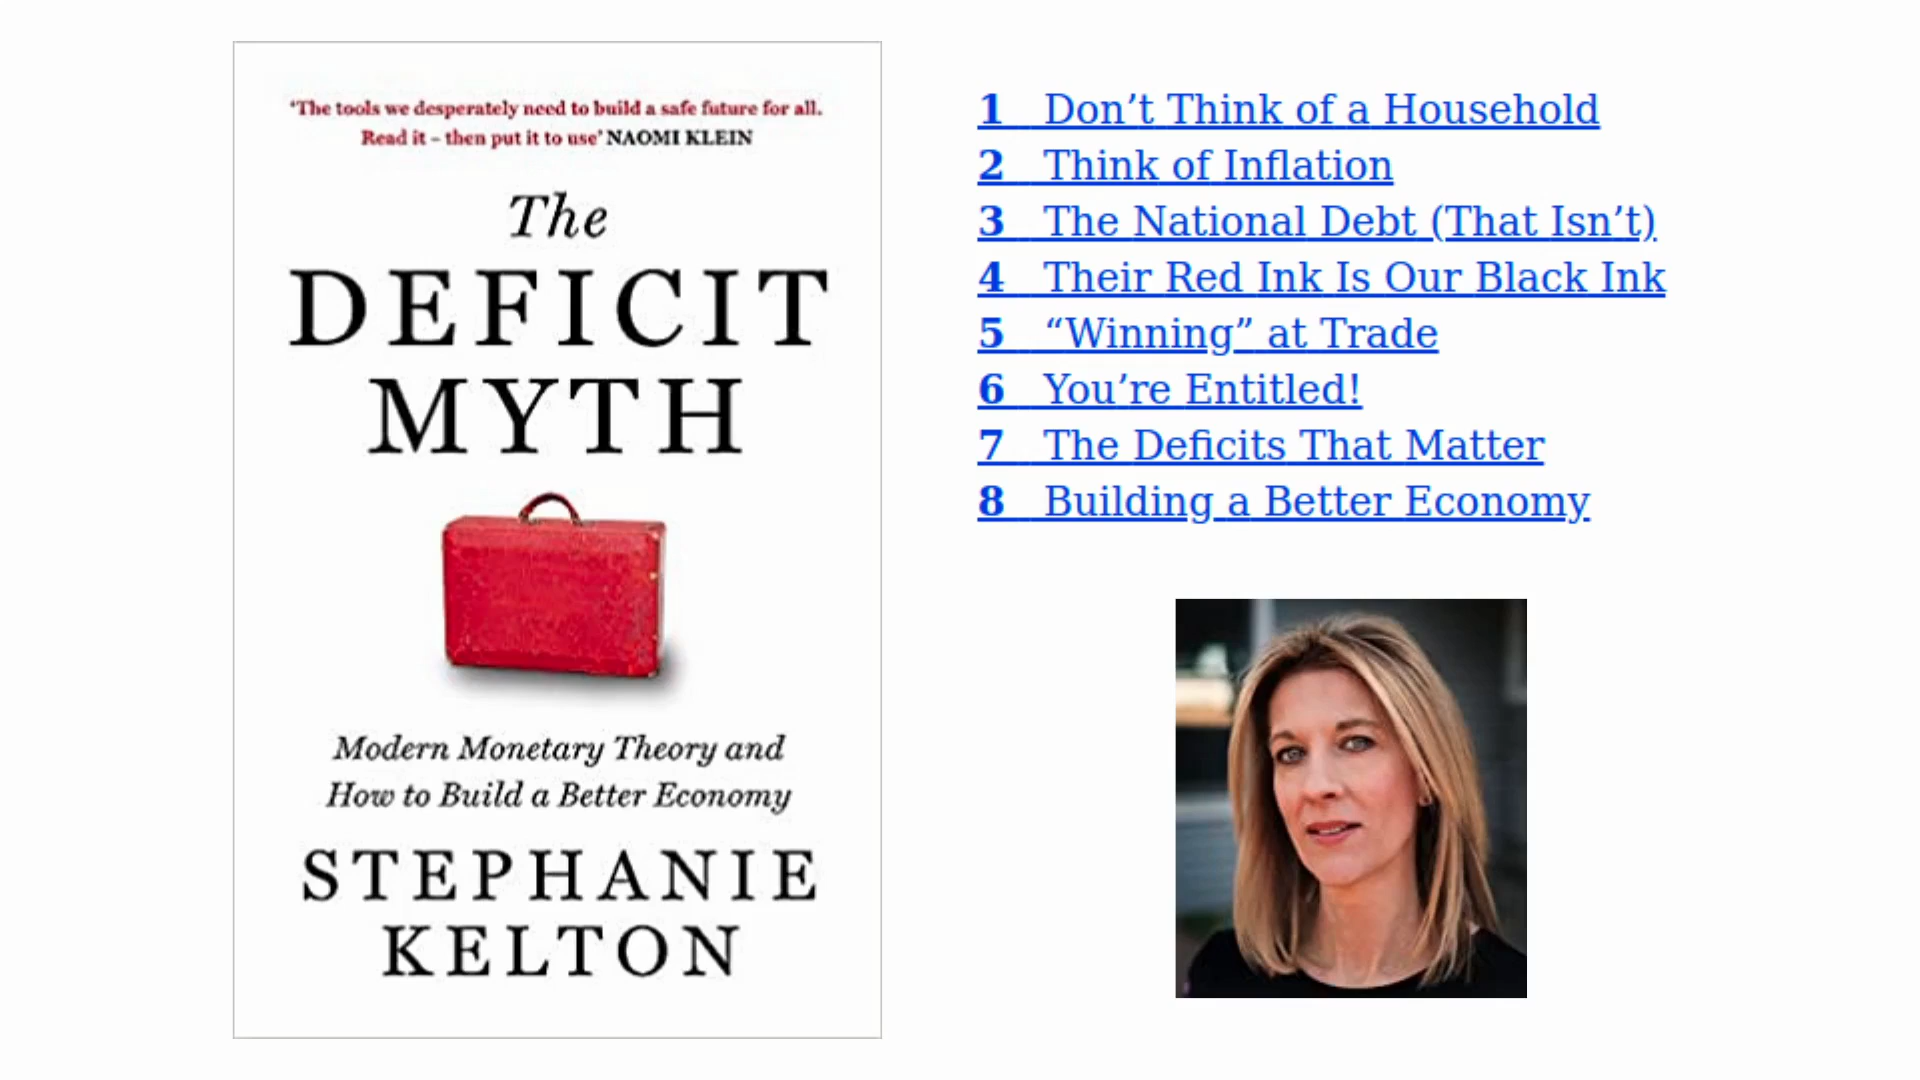 ‘The tools we desperately need to build a safe future for all.
Read it – then put it to use’ NAOMI KLEIN
The
DEFICIT
MYTH
Modern Monetary Theory and
How to Build a Better Economy
STEPHANIE
KELTON
1 Don’t Think of a Household
2 Think of Inflation
3 The National Debt (That Isn’t)
4 Their Red Ink Is Our Black Ink
5 “Winning” at Trade
6 You’re Entitled!
7 The Deficits That Matter
8 Building a Better Economy